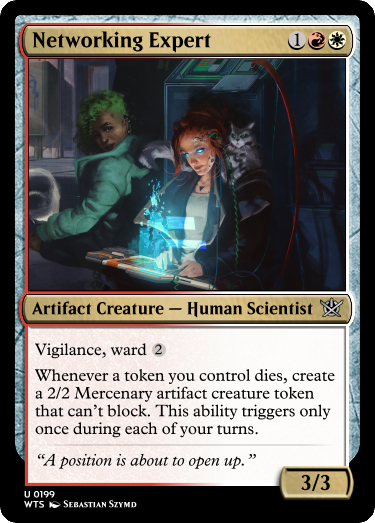 Networking Expert 1
Artifact Creature — Human Scientist
Vigilance, ward 2
Whenever a token you control dies, create
a 2/2 Mercenary artifact creature token
that can't block. This ability triggers only
once during each of your turns.
“A position is about to open up.”
3/3
U 0199
WTS Sebastian Szymd